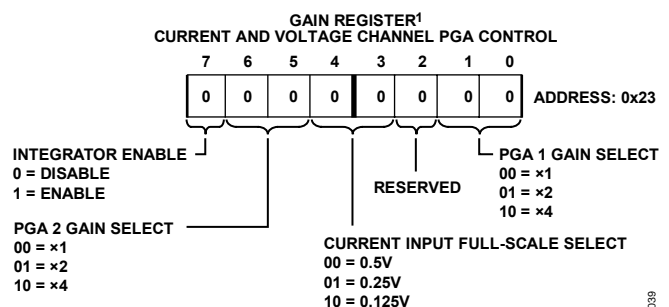 GAIN REGISTER1
CURRENT AND VOLTAGE CHANNEL PGA CONTROL
7 6 5 4 3 2 1 0
0 0 0 0 0 0 0 0 ADDRESS: 0x23
INTEGRATOR ENABLE
0 = DISABLE
1 = ENABLE
PGA 2 GAIN SELECT
00 = ×1
01 = ×2
10 = ×4
RESERVED
CURRENT INPUT FULL-SCALE SELECT
00 = 0.5V
01 = 0.25V
10 = 0.125V
PGA 1 GAIN SELECT
00 = ×1
01 = ×2
10 = ×4
039